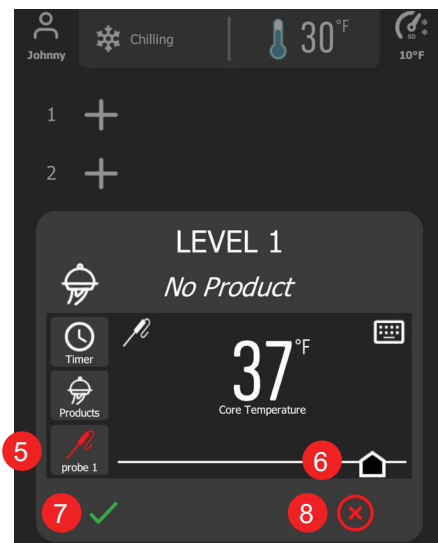 Johnny
Chilling
30°F
SD
10°F
1
2
LEVEL 1
No Product
Timer
37°F
Core Temperature
Products
5
probe 1
6
7
8